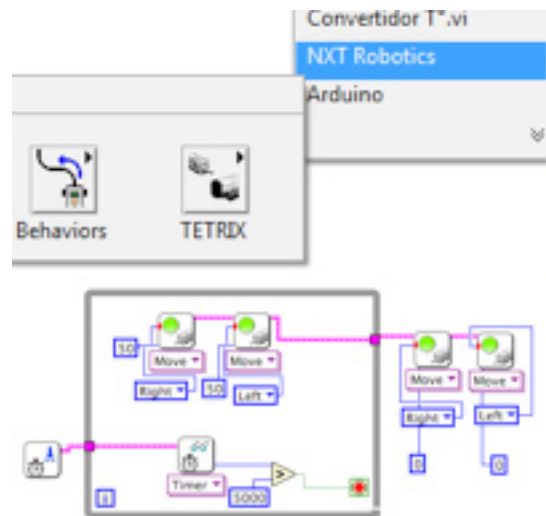 Convertidor T°.vi
NXT Robotics
Arduino
Behaviors TETRIX
50
Move Move
Right 50 Left
Move Move
Right Left
0 0
Timer
5000
i